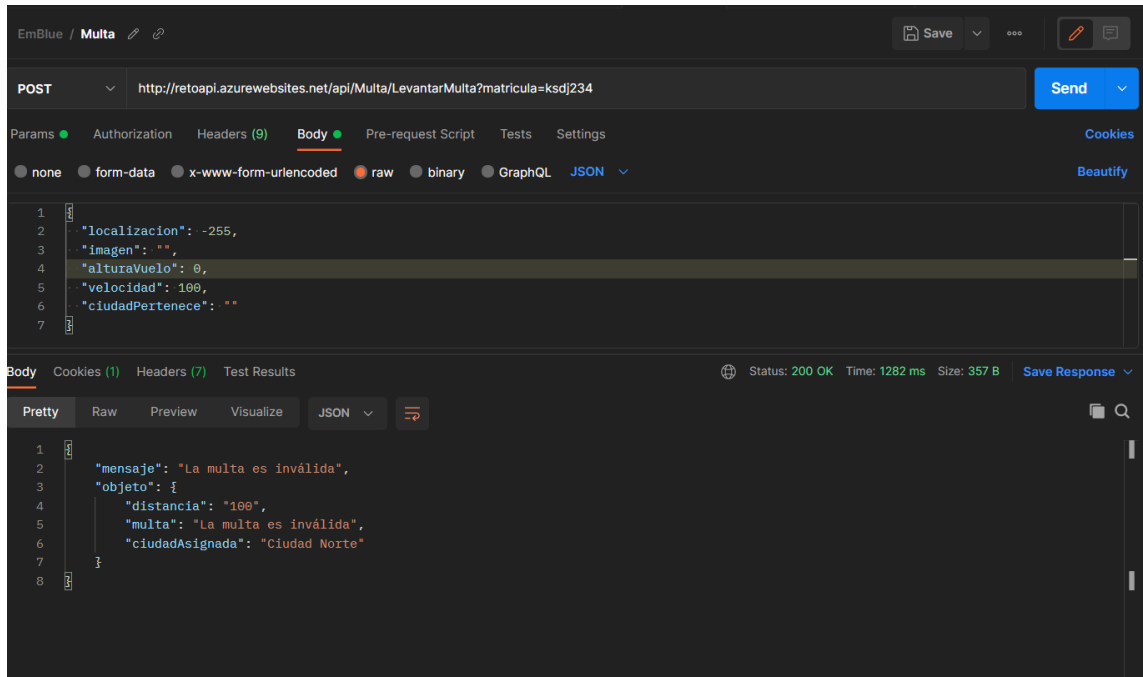 EmBlue / Multa
Save
POST
http://retoapi.azurewebsites.net/api/Multa/LevantarMulta?matricula=ksdj234
Send
Params
Authorization
Headers (9)
Body
Pre-request Script
Tests
Settings
Cookies
none
form-data
x-www-form-urlencoded
raw
binary
GraphQL
JSON
Beautify
1 {
2 "localizacion": -255,
3 "imagen": "",
4 "alturaVuelo": 0,
5 "velocidad": 100,
6 "ciudadPertenece": ""
7 }
Body
Cookies (1)
Headers (7)
Test Results
Status: 200 OK Time: 1282 ms Size: 357 B
Save Response
Pretty
Raw
Preview
Visualize
JSON
1 {
2 "mensaje": "La multa es inválida",
3 "objeto": {
4 "distancia": "100",
5 "multa": "La multa es inválida",
6 "ciudadAsignada": "Ciudad Norte"
7 }
8 }